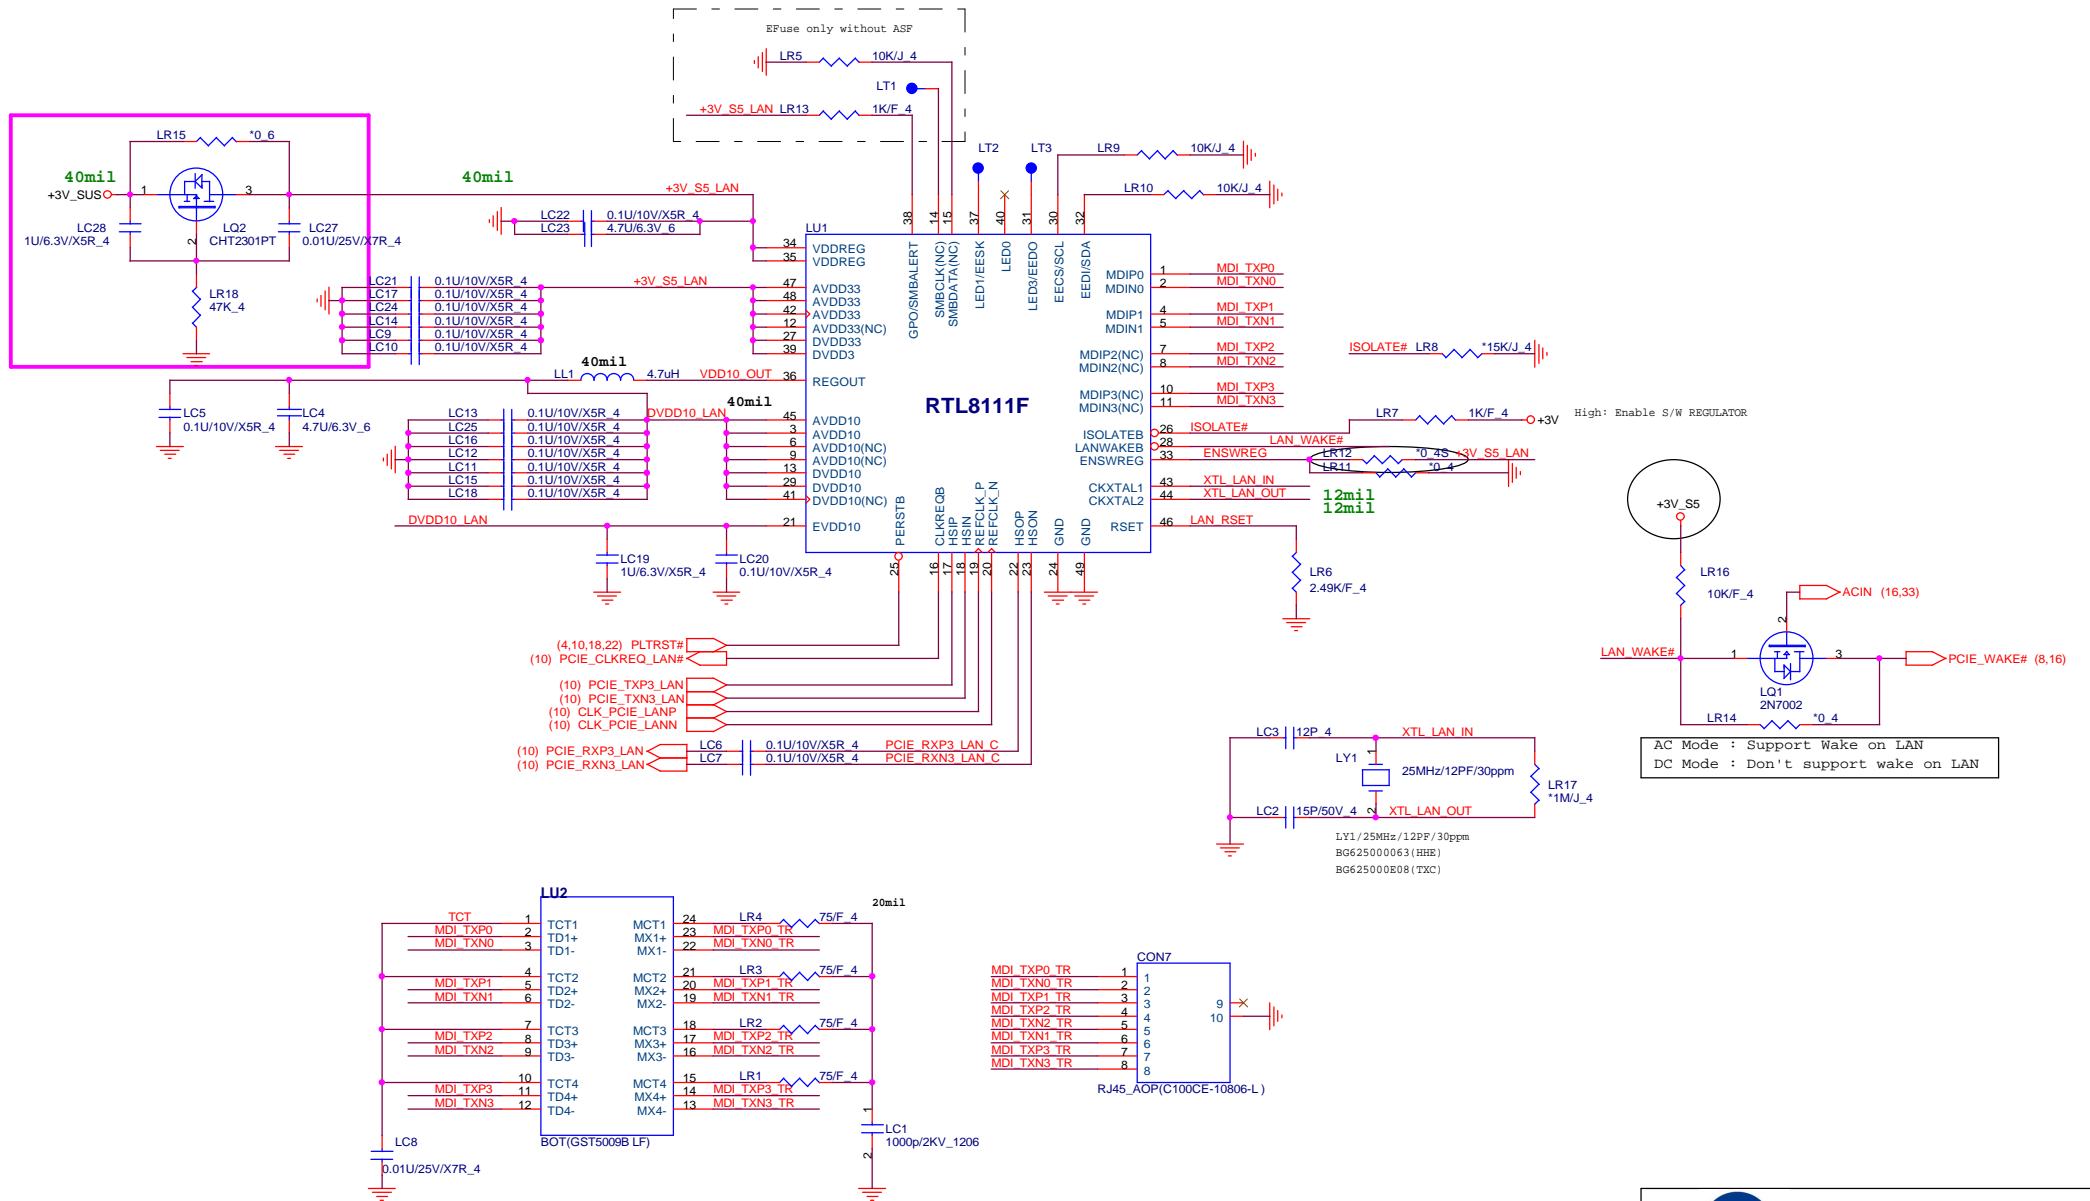 EFuse only without ASF
LR5 10K/J_4
LT1
+3V_S5_LAN LR13 1K/F_4
LR15 *0_6
40mil
+3V_SUS
1 3
LQ2
CHT2301PT
2
LC28
1U/6.3V/X5R_4
LC27
0.01U/25V/X7R_4
LR18
47K_4
40mil
+3V_S5_LAN
LC22 0.1U/10V/X5R_4
LC23 4.7U/6.3V_6
LC21 0.1U/10V/X5R_4 +3V_S5_LAN
LC17 0.1U/10V/X5R_4
LC24 0.1U/10V/X5R_4
LC14 0.1U/10V/X5R_4
LC9 0.1U/10V/X5R_4
LC10 0.1U/10V/X5R_4
40mil
LL1 4.7uH VDD10_OUT
LC5
0.1U/10V/X5R_4
LC4
4.7U/6.3V_6
40mil
LC13 0.1U/10V/X5R_4 DVDD10_LAN
LC25 0.1U/10V/X5R_4
LC16 0.1U/10V/X5R_4
LC12 0.1U/10V/X5R_4
LC11 0.1U/10V/X5R_4
LC15 0.1U/10V/X5R_4
LC18 0.1U/10V/X5R_4
DVDD10_LAN
LC19
1U/6.3V/X5R_4
LC20
0.1U/10V/X5R_4
LT2 LT3
LR9 10K/J_4
LR10 10K/J_4
LU1
RTL8111F
34 VDDREG
35 VDDREG
47 AVDD33
48 AVDD33
42 AVDD33
12 AVDD33(NC)
27 DVDD33
39 DVDD3
36 REGOUT
45 AVDD10
3 AVDD10
6 AVDD10(NC)
9 AVDD10(NC)
13 DVDD10
29 DVDD10
41 DVDD10(NC)
21 EVDD10
38 GPO/SMBALERT
14 SMBCLK(NC)
15 SMBDATA(NC)
37 LED1/EESK
40 LED0
31 LED3/EEDO
30 EECS/SCL
32 EEDI/SDA
MDIP0 1 MDI_TXP0
MDIN0 2 MDI_TXN0
MDIP1 4 MDI_TXP1
MDIN1 5 MDI_TXN1
MDIP2(NC) 7 MDI_TXP2
MDIN2(NC) 8 MDI_TXN2
MDIP3(NC) 10 MDI_TXP3
MDIN3(NC) 11 MDI_TXN3
ISOLATEB 26 ISOLATE#
LANWAKEB 28 LAN_WAKE#
ENSWREG 33 ENSWREG
CKXTAL1 43 XTL_LAN_IN
CKXTAL2 44 XTL_LAN_OUT
RSET 46 LAN_RSET
PERSTB 25
CLKREQB 16
HSIP 17
HSIN 18
REFCLK_P 19
REFCLK_N 20
HSOP 22
HSON 23
GND 24
GND 49
ISOLATE# LR8 *15K/J_4
LR7 1K/F_4 +3V
High: Enable S/W REGULATOR
LR12 *0_4S +3V_S5_LAN
LR11 *0_4
12mil
12mil
LR6
2.49K/F_4
(4,10,18,22) PLTRST#
(10) PCIE_CLKREQ_LAN#
(10) PCIE_TXP3_LAN
(10) PCIE_TXN3_LAN
(10) CLK_PCIE_LANP
(10) CLK_PCIE_LANN
(10) PCIE_RXP3_LAN LC6 0.1U/10V/X5R_4 PCIE_RXP3_LAN_C
(10) PCIE_RXN3_LAN LC7 0.1U/10V/X5R_4 PCIE_RXN3_LAN_C
+3V_S5
LR16
10K/F_4
ACIN (16,33)
2
LAN_WAKE# 1 3 PCIE_WAKE# (8,16)
LQ1
2N7002
LR14 *0_4
AC Mode : Support Wake on LAN
DC Mode : Don't support wake on LAN
LC3 12P_4 XTL_LAN_IN
LY1 1 25MHz/12PF/30ppm
LR17
*1M/J_4
LC2 15P/50V_4 2 XTL_LAN_OUT
LY1/25MHz/12PF/30ppm
BG625000063(HHE)
BG625000E08(TXC)
LU2
20mil
TCT 1 TCT1 MCT1 24 LR4 75/F_4
MDI_TXP0 2 TD1+ MX1+ 23 MDI_TXP0_TR
MDI_TXN0 3 TD1- MX1- 22 MDI_TXN0_TR
4 TCT2 MCT2 21 LR3 75/F_4
MDI_TXP1 5 TD2+ MX2+ 20 MDI_TXP1_TR
MDI_TXN1 6 TD2- MX2- 19 MDI_TXN1_TR
7 TCT3 MCT3 18 LR2 75/F_4
MDI_TXP2 8 TD3+ MX3+ 17 MDI_TXP2_TR
MDI_TXN2 9 TD3- MX3- 16 MDI_TXN2_TR
10 TCT4 MCT4 15 LR1 75/F_4
MDI_TXP3 11 TD4+ MX4+ 14 MDI_TXP3_TR
MDI_TXN3 12 TD4- MX4- 13 MDI_TXN3_TR
BOT(GST5009B LF)
LC8
0.01U/25V/X7R_4
1
LC1
1000p/2KV_1206
2
CON7
MDI_TXP0_TR 1 1
MDI_TXN0_TR 2 2
MDI_TXP1_TR 3 3 9
MDI_TXP2_TR 4 4 10
MDI_TXN2_TR 5 5
MDI_TXN1_TR 6 6
MDI_TXP3_TR 7 7
MDI_TXN3_TR 8 8
RJ45_AOP(C100CE-10806-L)